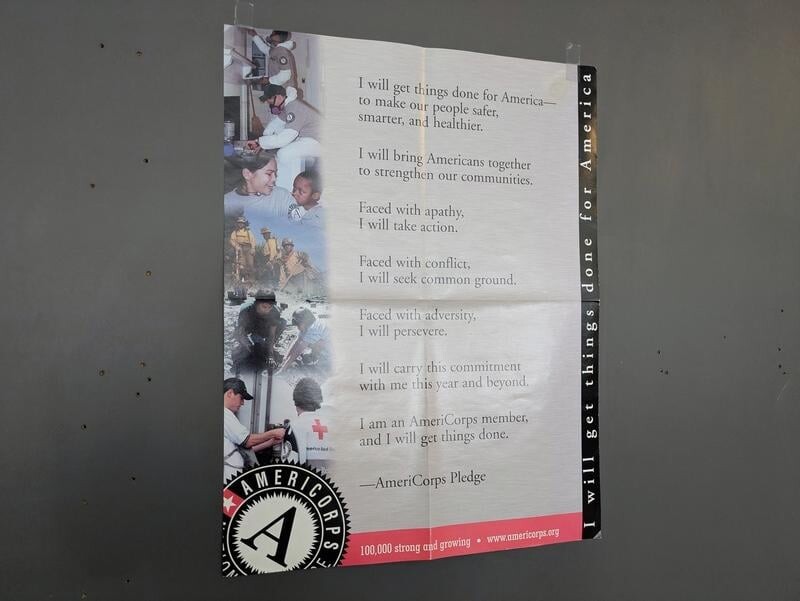 I will get things done for America—
to make our people safer,
smarter, and healthier.
I will bring Americans together
to strengthen our communities.
Faced with apathy,
I will take action.
Faced with conflict,
I will seek common ground.
Faced with adversity,
I will persevere.
I will carry this commitment
with me this year and beyond.
I am an AmeriCorps member,
and I will get things done.
—AmeriCorps Pledge
100,000 strong and growing • www.americorps.org
I will get things done for America
AMERICORPS
A